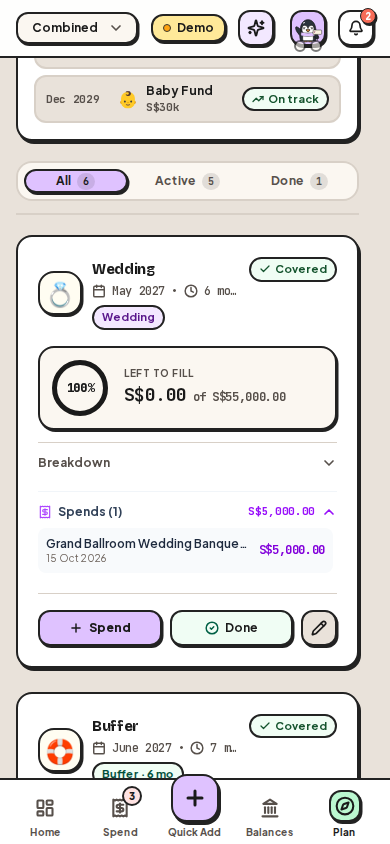 Combined
Demo
2
Dec 2029
Baby Fund
S$30k
On track
All 6
Active 5
Done 1
Wedding
Covered
May 2027 • 6 mo…
Wedding
100%
LEFT TO FILL
S$0.00 of S$55,000.00
Breakdown
Spends (1)
S$5,000.00
Grand Ballroom Wedding Banque…
S$5,000.00
15 Oct 2026
+ Spend
Done
Buffer
Covered
June 2027 • 7 m…
Buffer · 6 mo
3
Home
Spend
Quick Add
Balances
Plan